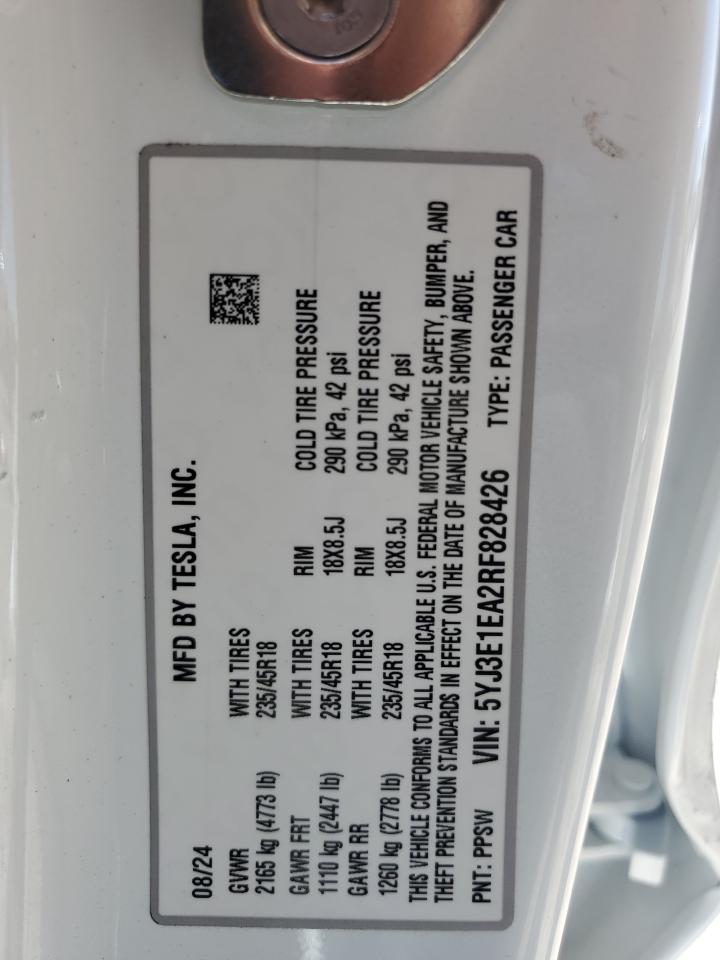 08/24 MFD BY TESLA, INC.
GVWR WITH TIRES
2165 kg (4773 lb) 235/45R18
GAWR FRT WITH TIRES RIM COLD TIRE PRESSURE
1110 kg (2447 lb) 235/45R18 18X8.5J 290 kPa, 42 psi
GAWR RR WITH TIRES RIM COLD TIRE PRESSURE
1260 kg (2778 lb) 235/45R18 18X8.5J 290 kPa, 42 psi
THIS VEHICLE CONFORMS TO ALL APPLICABLE U.S. FEDERAL MOTOR VEHICLE SAFETY, BUMPER, AND
THEFT PREVENTION STANDARDS IN EFFECT ON THE DATE OF MANUFACTURE SHOWN ABOVE.
PNT: PPSW VIN: 5YJ3E1EA2RF828426 TYPE: PASSENGER CAR